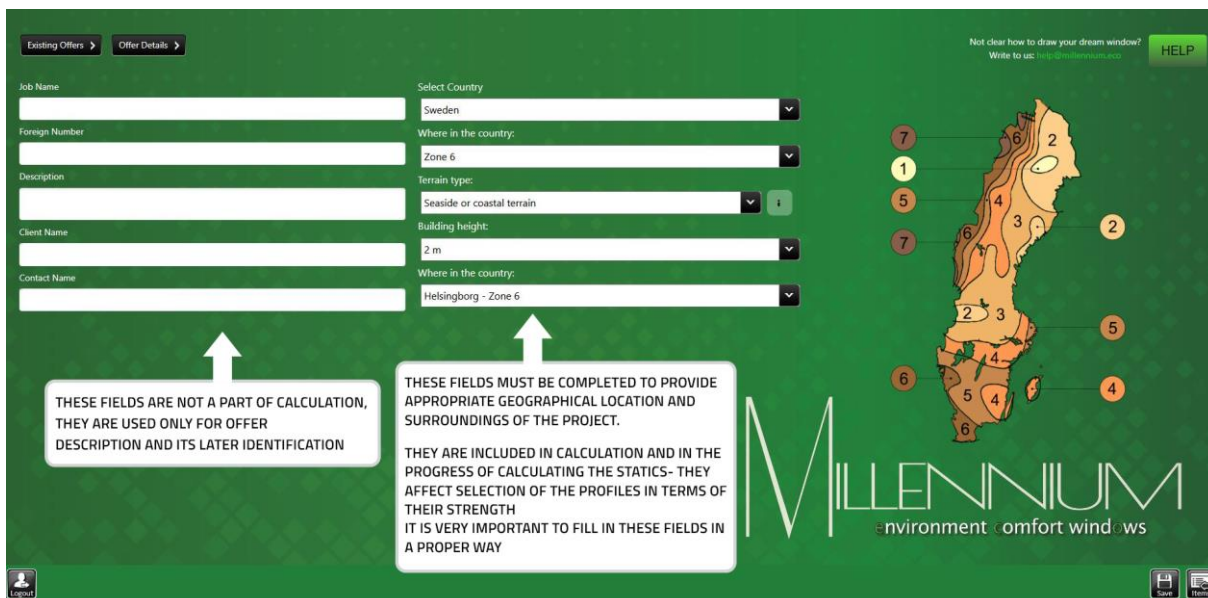 Existing Offers
Offer Details
Not clear how to draw your dream window?
Write to us: help@millennium.eco
HELP
Job Name
Foreign Number
Description
Client Name
Contact Name
Select Country
Sweden
Where in the country:
Zone 6
Terrain type:
Seaside or coastal terrain
i
Building height:
2 m
Where in the country:
Helsingborg - Zone 6
7
1
5
7
6
6
2
4
3
6
2
3
4
5
4
6
2
5
4
THESE FIELDS ARE NOT A PART OF CALCULATION,
THEY ARE USED ONLY FOR OFFER
DESCRIPTION AND ITS LATER IDENTIFICATION
THESE FIELDS MUST BE COMPLETED TO PROVIDE
APPROPRIATE GEOGRAPHICAL LOCATION AND
SURROUNDINGS OF THE PROJECT.
THEY ARE INCLUDED IN CALCULATION AND IN THE
PROGRESS OF CALCULATING THE STATICS- THEY
AFFECT SELECTION OF THE PROFILES IN TERMS OF
THEIR STRENGTH
IT IS VERY IMPORTANT TO FILL IN THESE FIELDS IN
A PROPER WAY
MILLENNIUM
environment comfort windows
Logout
Save